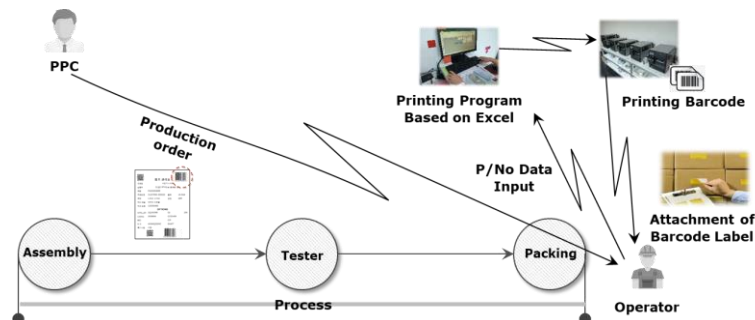 PPC
Production
order
Printing Program
Based on Excel
Printing Barcode
P/No Data
Input
Attachment of
Barcode Label
Assembly
Tester
Packing
Process
Operator